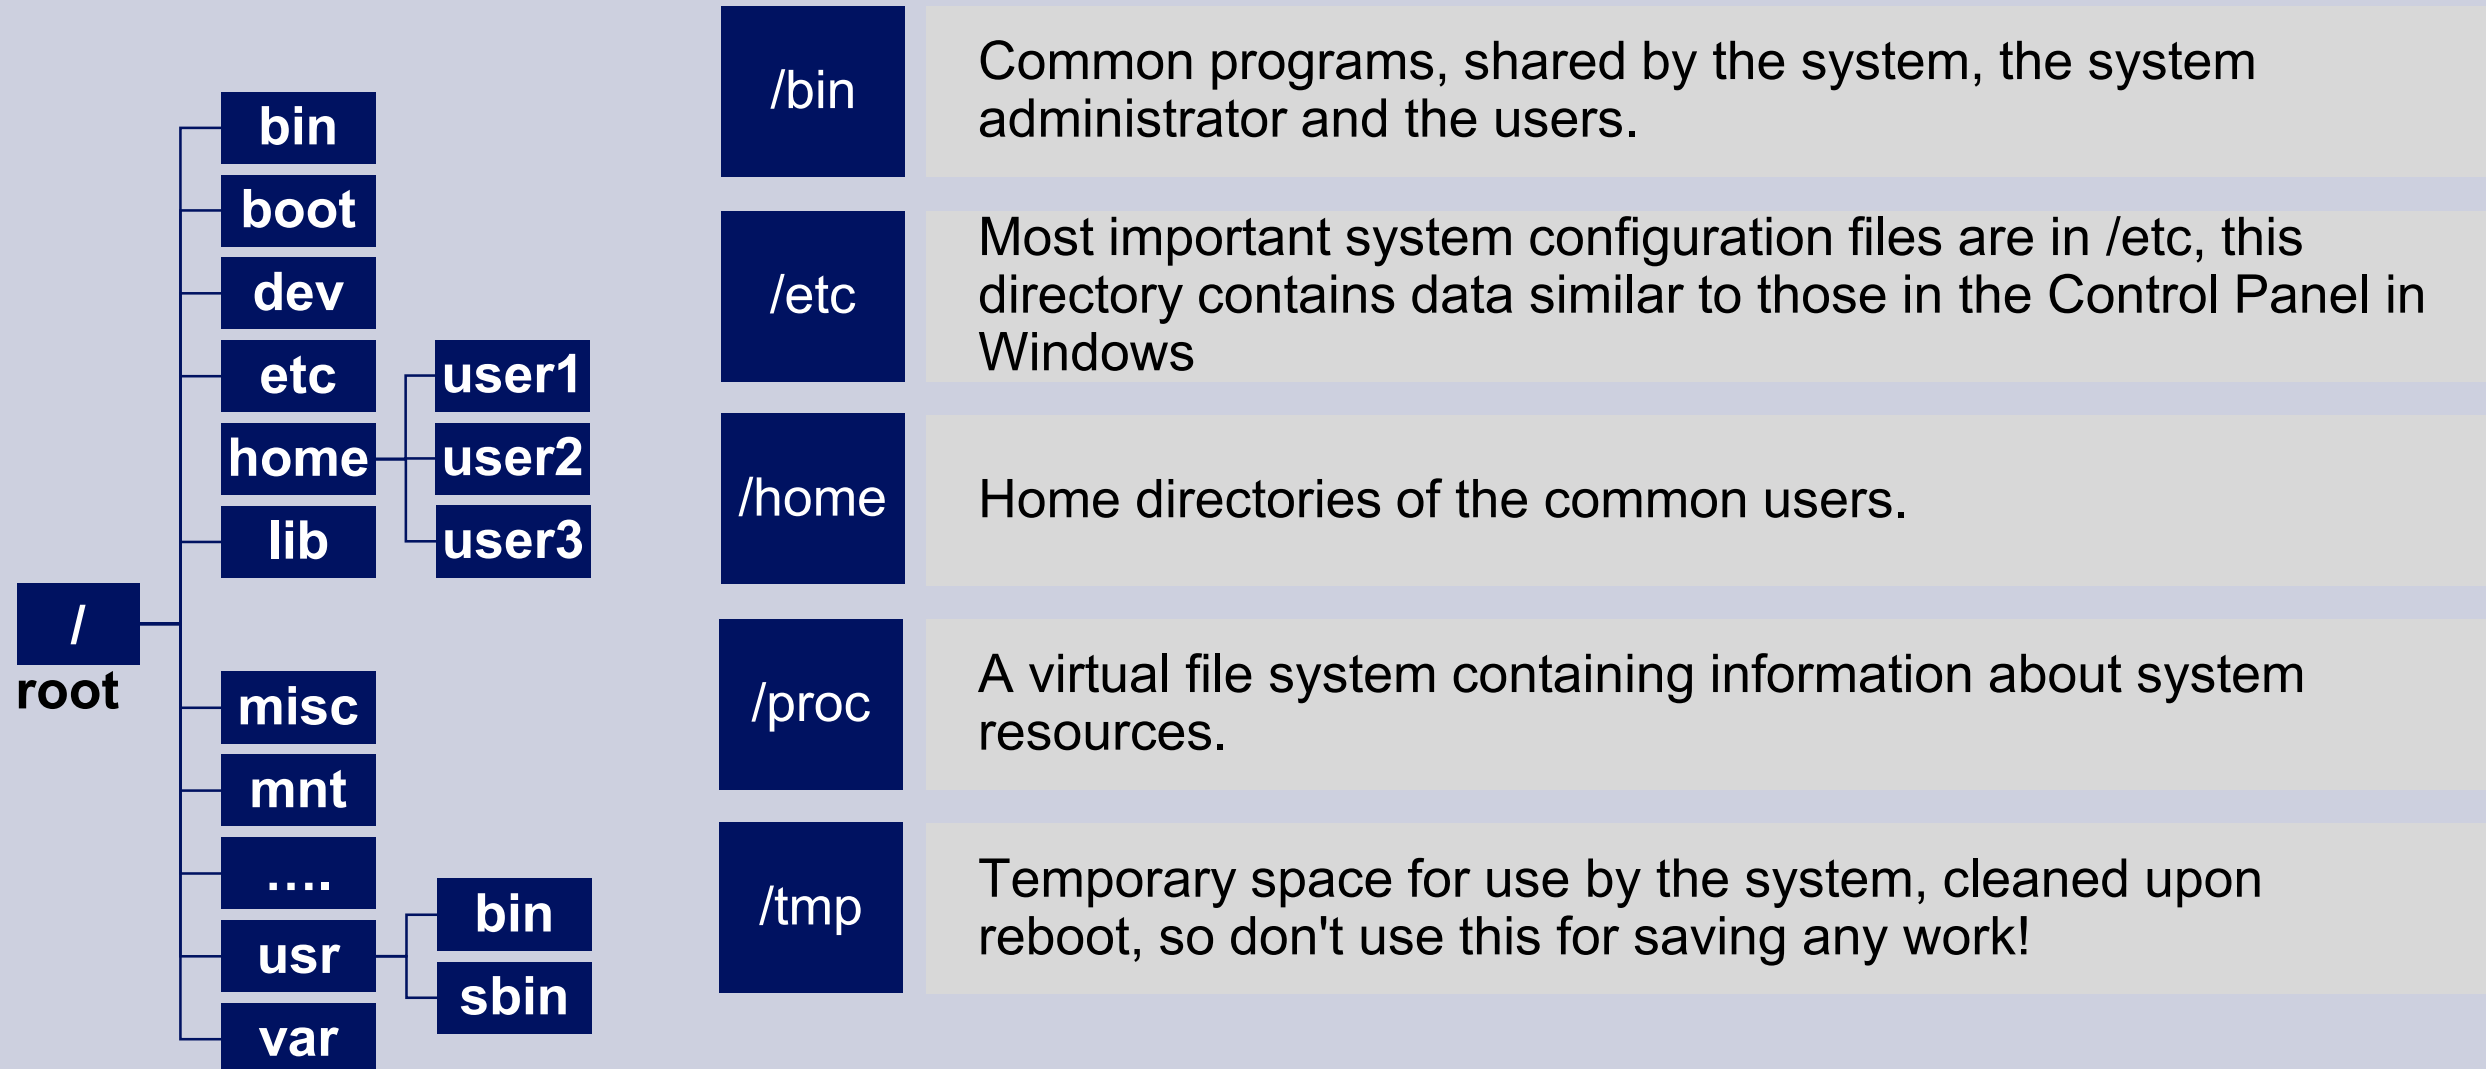 /
root
bin
boot
dev
etc
home
lib
misc
mnt
....
usr
var
user1
user2
user3
bin
sbin
/bin
Common programs, shared by the system, the system
administrator and the users.
/etc
Most important system configuration files are in /etc, this
directory contains data similar to those in the Control Panel in
Windows
/home
Home directories of the common users.
/proc
A virtual file system containing information about system
resources.
/tmp
Temporary space for use by the system, cleaned upon
reboot, so don't use this for saving any work!